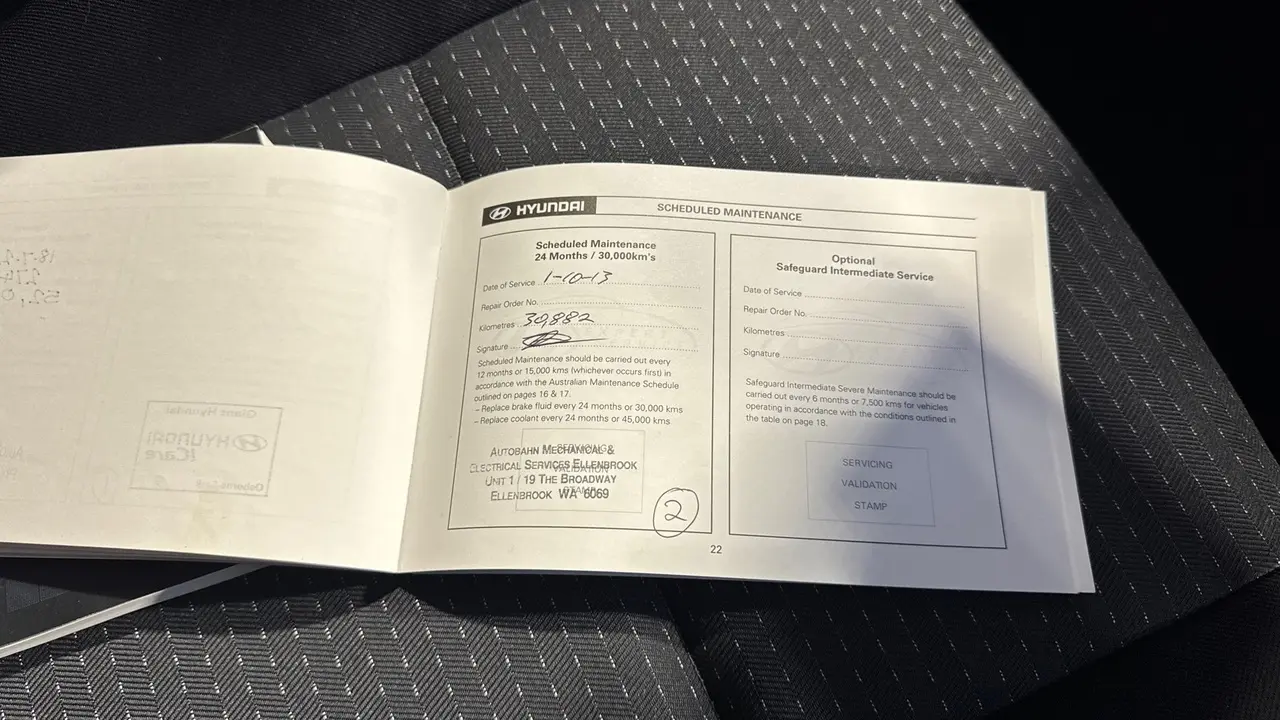 HYUNDAI
SCHEDULED MAINTENANCE
Scheduled Maintenance
24 Months / 30,000km's
Date of Service 1-10-13
Repair Order No.
Kilometres 30,882
Signature
Scheduled Maintenance should be carried out every
12 months or 15,000 kms (whichever occurs first) in
accordance with the Australian Maintenance Schedule
outlined on pages 16 & 17.
– Replace brake fluid every 24 months or 30,000 kms
– Replace coolant every 24 months or 45,000 kms
SERVICING
VALIDATION
STAMP
AUTOBAHN MECHANICAL &
ELECTRICAL SERVICES ELLENBROOK
UNIT 1 / 19 THE BROADWAY
ELLENBROOK WA 6069
2
Optional
Safeguard Intermediate Service
Date of Service
Repair Order No.
Kilometres
Signature
Safeguard Intermediate Severe Maintenance should be
carried out every 6 months or 7,500 kms for vehicles
operating in accordance with the conditions outlined in
the table on page 18.
SERVICING
VALIDATION
STAMP
22